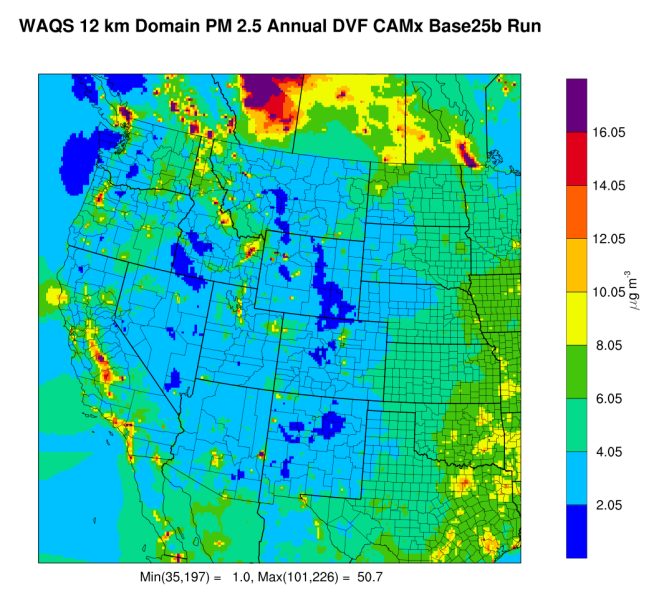 WAQS 12 km Domain PM 2.5 Annual DVF CAMx Base25b Run
16.05
14.05
12.05
10.05
8.05
6.05
4.05
2.05
μg m⁻³
Min(35,197) = 1.0, Max(101,226) = 50.7